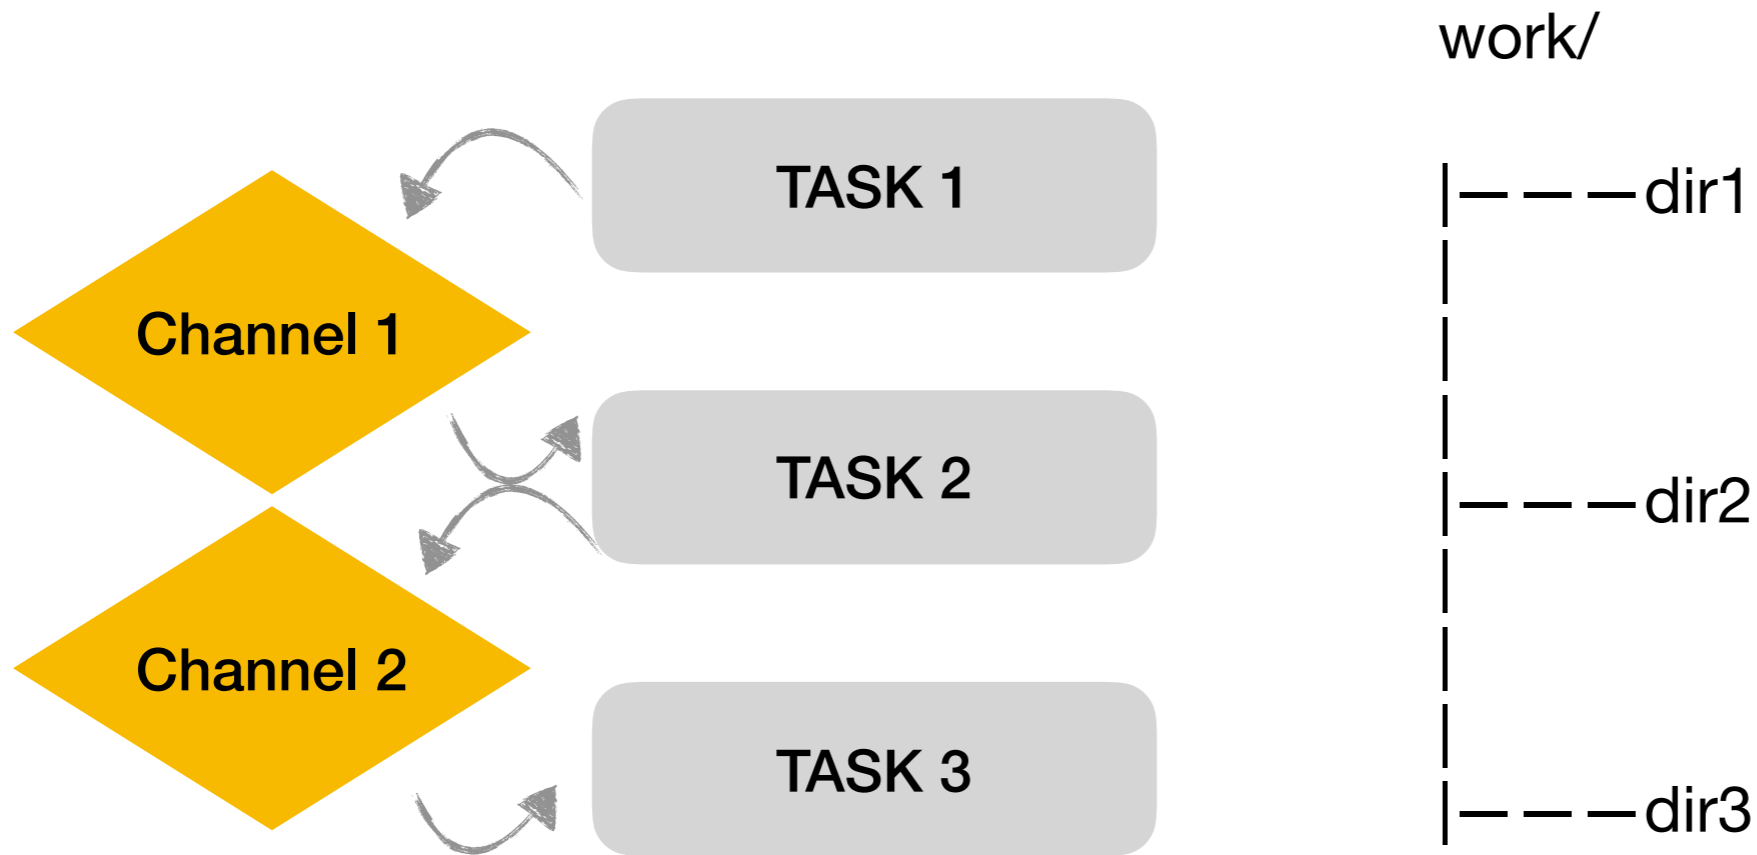 work/
TASK 1
dir1
Channel 1
TASK 2
dir2
Channel 2
TASK 3
dir3